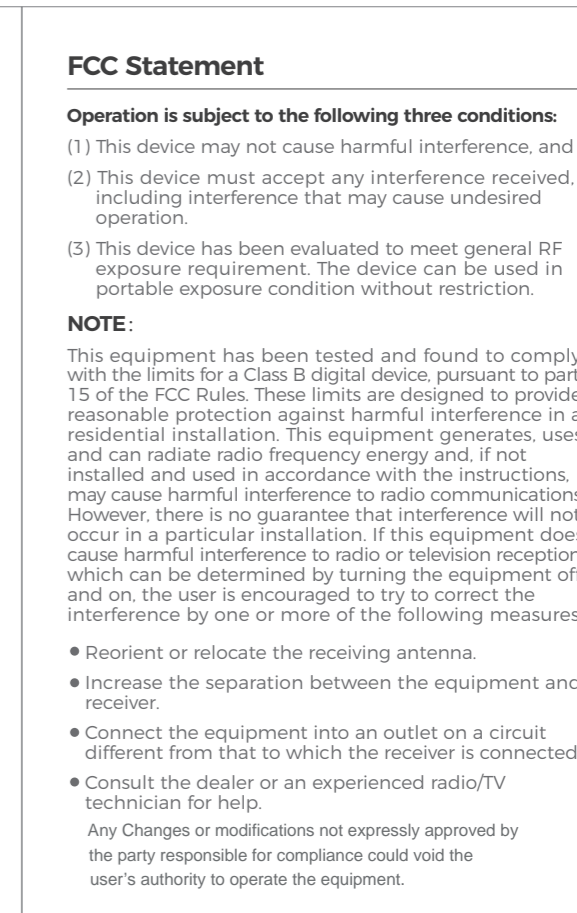 FCC Statement
Operation is subject to the following three conditions:
(1) This device may not cause harmful interference, and
(2) This device must accept any interference received,
including interference that may cause undesired
operation.
(3) This device has been evaluated to meet general RF
exposure requirement. The device can be used in
portable exposure condition without restriction.
NOTE:
This equipment has been tested and found to comply
with the limits for a Class B digital device, pursuant to part
15 of the FCC Rules. These limits are designed to provide
reasonable protection against harmful interference in a
residential installation. This equipment generates, uses
and can radiate radio frequency energy and, if not
installed and used in accordance with the instructions,
may cause harmful interference to radio communications
However, there is no guarantee that interference will not
occur in a particular installation. If this equipment does
cause harmful interference to radio or television reception
which can be determined by turning the equipment off
and on, the user is encouraged to try to correct the
interference by one or more of the following measures
● Reorient or relocate the receiving antenna.
● Increase the separation between the equipment and
receiver.
● Connect the equipment into an outlet on a circuit
different from that to which the receiver is connected
● Consult the dealer or an experienced radio/TV
technician for help.
Any Changes or modifications not expressly approved by
the party responsible for compliance could void the
user's authority to operate the equipment.